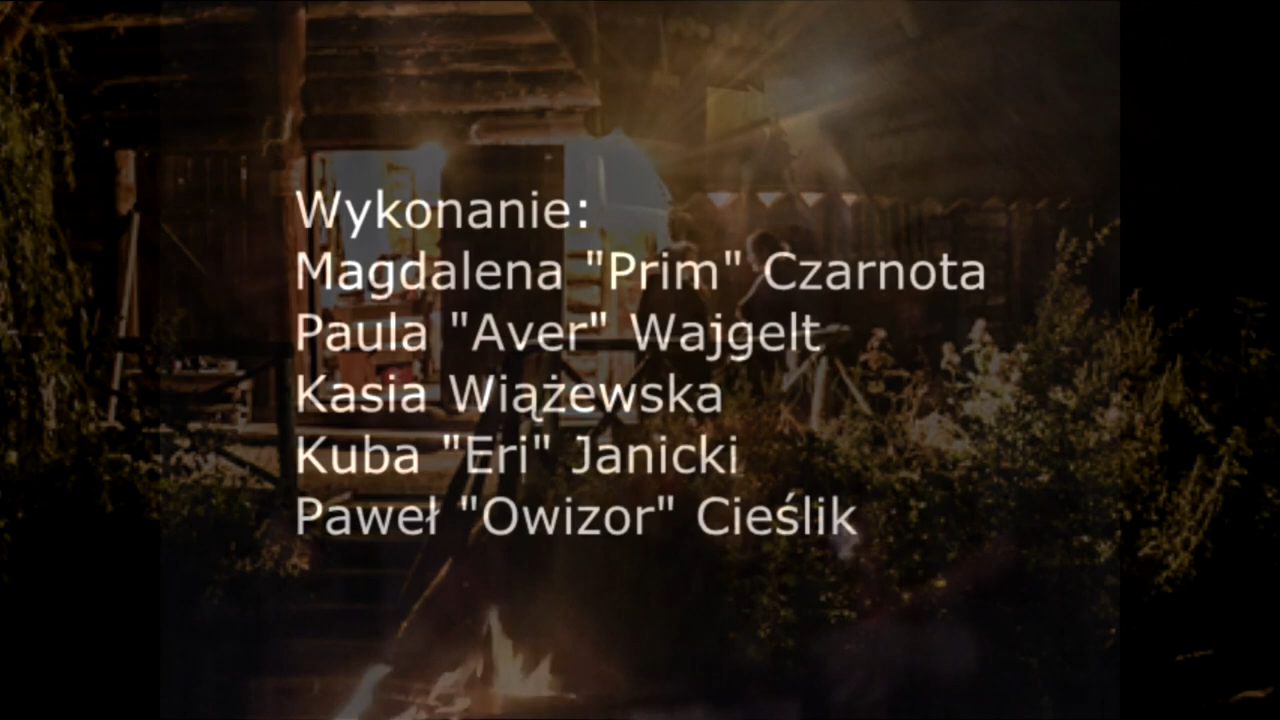 Wykonanie:
Magdalena "Prim" Czarnota
Paula "Aver" Wajgelt
Kasia Wiążewska
Kuba "Eri" Janicki
Paweł "Owizor" Cieślik